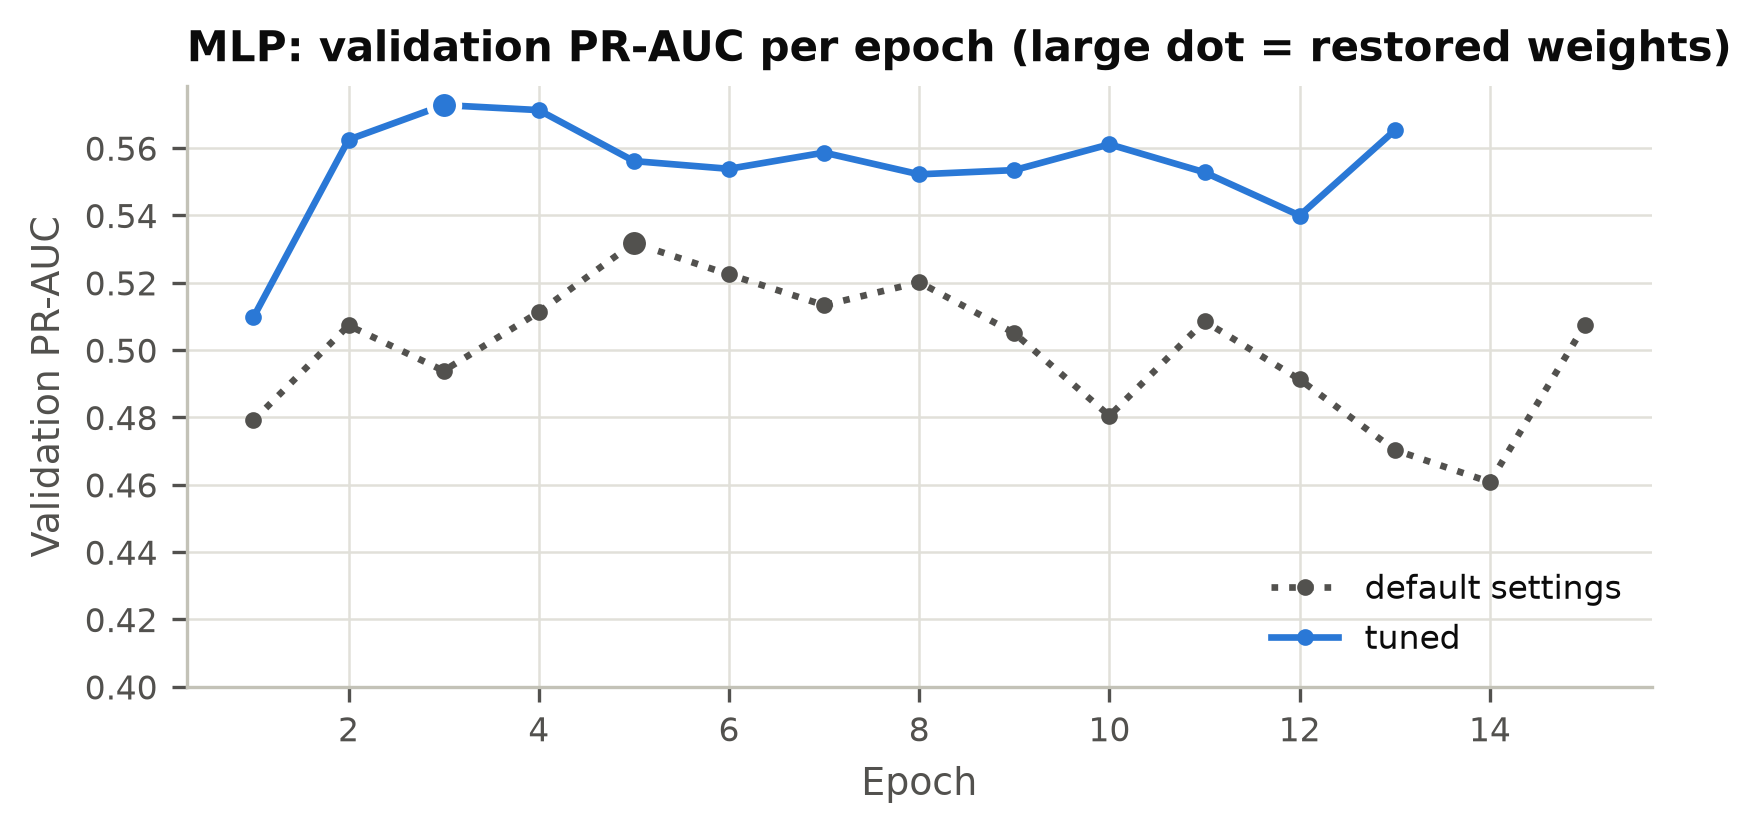 MLP: validation PR-AUC per epoch (large dot = restored weights)
Validation PR-AUC
0.56
0.54
0.52
0.50
0.48
0.46
0.44
0.42
0.40
default settings
tuned
2 4 6 8 10 12 14
Epoch